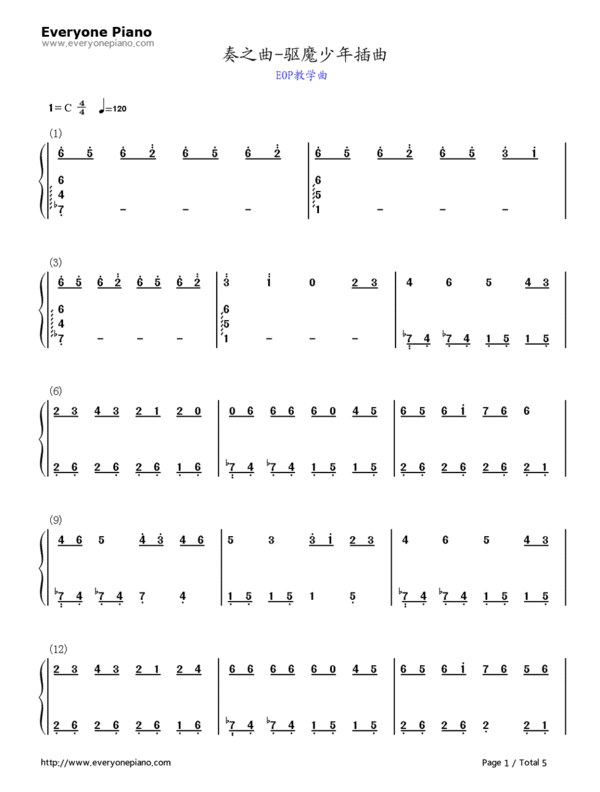 Everyone Piano
www.everyonepiano.com
奏之曲-驱魔少年插曲
EOP教学曲
1= C 4/4 ♩=120
(1)
6 5 6 2 6 5 6 2 6 5 6 2 6 5 3 1
6 6
4 5
♭7 - - - 1 - - -
(3)
6 5 6 2 6 5 6 2 3 1 0 2 3 4 6 5 4 3
6 6
4 5
♭7 - - - 1 - - - ♭7 4 ♭7 4 1 5 1 5
(6)
2 3 4 3 2 1 2 0 0 6 6 6 6 0 4 5 6 5 6 1 7 6 6
2 6 2 6 2 6 1 6 ♭7 4 ♭7 4 1 5 1 5 2 6 2 6 2 6 2 1
(9)
4 6 5 4 3 4 6 5 3 3 1 2 3 4 6 5 4 3
♭7 4 ♭7 4 7 4 1 5 1 5 1 5 ♭7 4 ♭7 4 1 5 1 5
(12)
2 3 4 3 2 1 2 4 6 6 6 6 6 0 4 5 6 5 6 1 7 6 5 6
2 6 2 6 2 6 1 6 ♭7 4 ♭7 4 1 5 1 5 2 6 2 6 2 2 1
http://www.everyonepiano.com Page 1 / Total 5